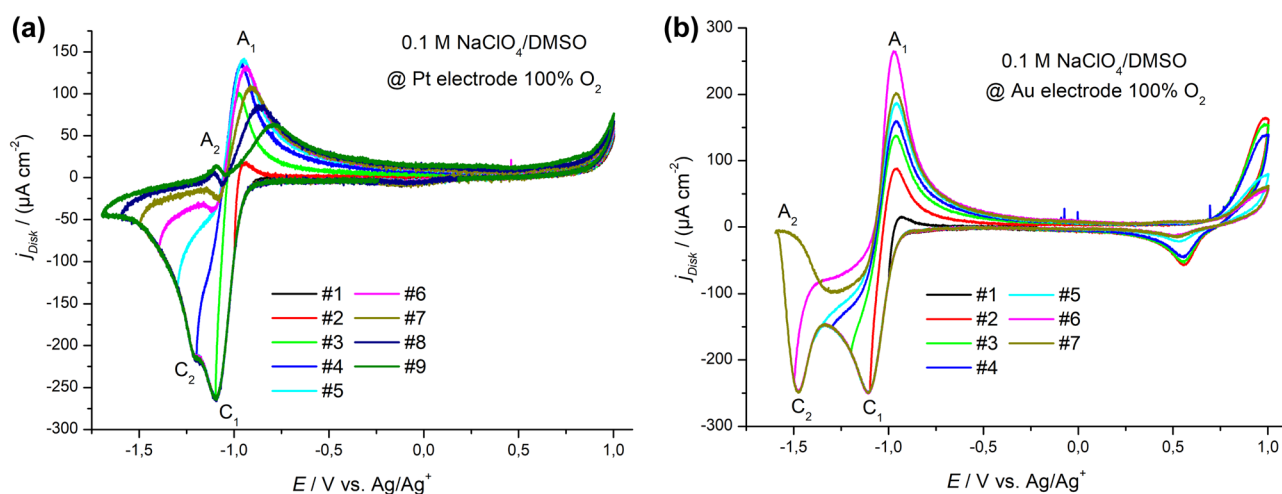 (a)
A₁
0.1 M NaClO₄/DMSO
@ Pt electrode 100% O₂
A₂
C₂
C₁
#1
#2
#3
#4
#5
#6
#7
#8
#9
150
100
50
0
-50
-100
-150
-200
-250
-300
j_Disk / (µA cm⁻²)
-1,5
-1,0
-0,5
0,0
0,5
1,0
E / V vs. Ag/Ag⁺
(b)
A₁
0.1 M NaClO₄/DMSO
@ Au electrode 100% O₂
A₂
C₂
C₁
#1
#2
#3
#4
#5
#6
#7
300
200
100
0
-100
-200
-300
j_Disk / (µA cm⁻²)
-1,5
-1,0
-0,5
0,0
0,5
1,0
E / V vs. Ag/Ag⁺